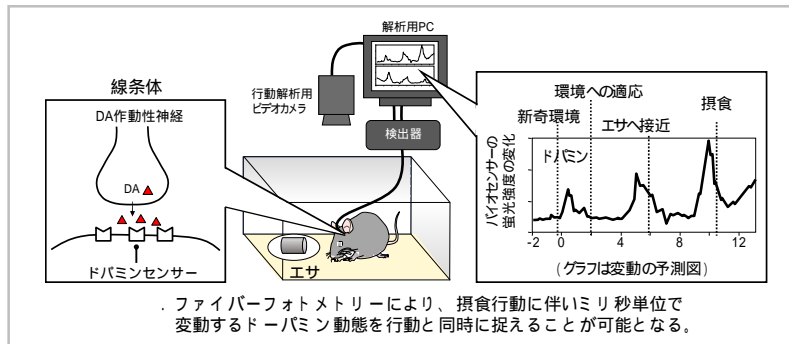 解析用PC
線条体
DA作動性神経
DA
ドパミンセンサー
行動解析用
ビデオカメラ
検出器
エサ
環境への適応
新奇環境
エサへ接近
摂食
ドパミン
バイオセンサーの
蛍光強度の変化
-2 0 4 8 12
(グラフは変動の予測図)
. ファイバーフォトメトリーにより、摂食行動に伴いミリ秒単位で
変動するドーパミン動態を行動と同時に捉えることが可能となる。